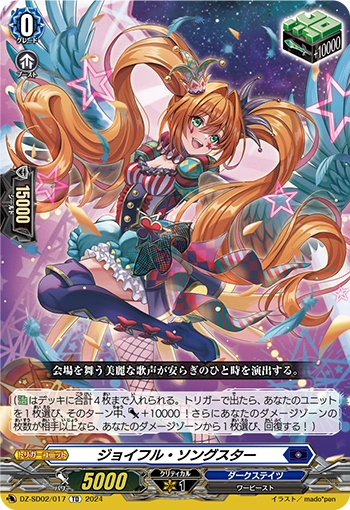 0
グレード
ブースト
+10000
15000
シールド
会場を舞う美麗な歌声が安らぎのひと時を演出する。
(治はデッキに合計4枚まで入れられる。トリガーで出たら、あなたのユニットを1枚選び、そのターン中、+10000!さらにあなたのダメージゾーンの枚数が相手以上なら、あなたのダメージゾーンから1枚選び、回復する!)
トリガーユニット
ジョイフル・ソングスター
パワー
5000
クリティカル
1
ダークステイツ
ワービースト
DZ-SD02/017 TD 2024
イラスト/ mado*pen